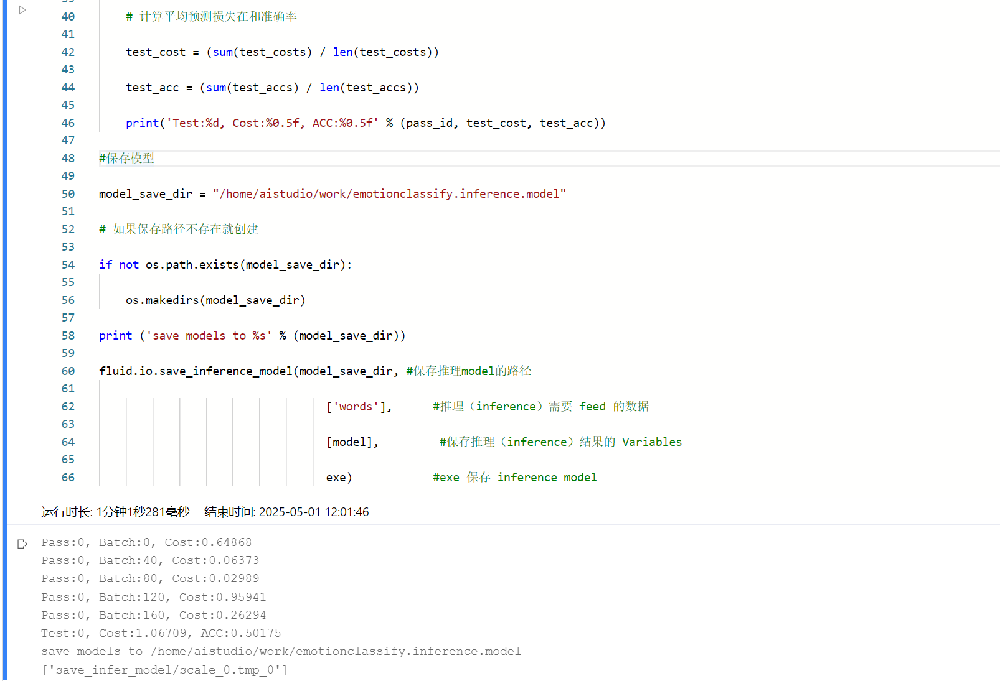 40 # 计算平均预测损失在和准确率
41
42 test_cost = (sum(test_costs) / len(test_costs))
43
44 test_acc = (sum(test_accs) / len(test_accs))
45
46 print('Test:%d, Cost:%0.5f, ACC:%0.5f' % (pass_id, test_cost, test_acc))
47
48 #保存模型
49
50 model_save_dir = "/home/aistudio/work/emotionclassify.inference.model"
51
52 # 如果保存路径不存在就创建
53
54 if not os.path.exists(model_save_dir):
55
56 os.makedirs(model_save_dir)
57
58 print ('save models to %s' % (model_save_dir))
59
60 fluid.io.save_inference_model(model_save_dir, #保存推理model的路径
61
62 ['words'], #推理（inference）需要 feed 的数据
63
64 [model], #保存推理（inference）结果的 Variables
65
66 exe) #exe 保存 inference model
运行时长: 1分钟1秒281毫秒 结束时间: 2025-05-01 12:01:46
Pass:0, Batch:0, Cost:0.64868
Pass:0, Batch:40, Cost:0.06373
Pass:0, Batch:80, Cost:0.02989
Pass:0, Batch:120, Cost:0.95941
Pass:0, Batch:160, Cost:0.26294
Test:0, Cost:1.06709, ACC:0.50175
save models to /home/aistudio/work/emotionclassify.inference.model
['save_infer_model/scale_0.tmp_0']